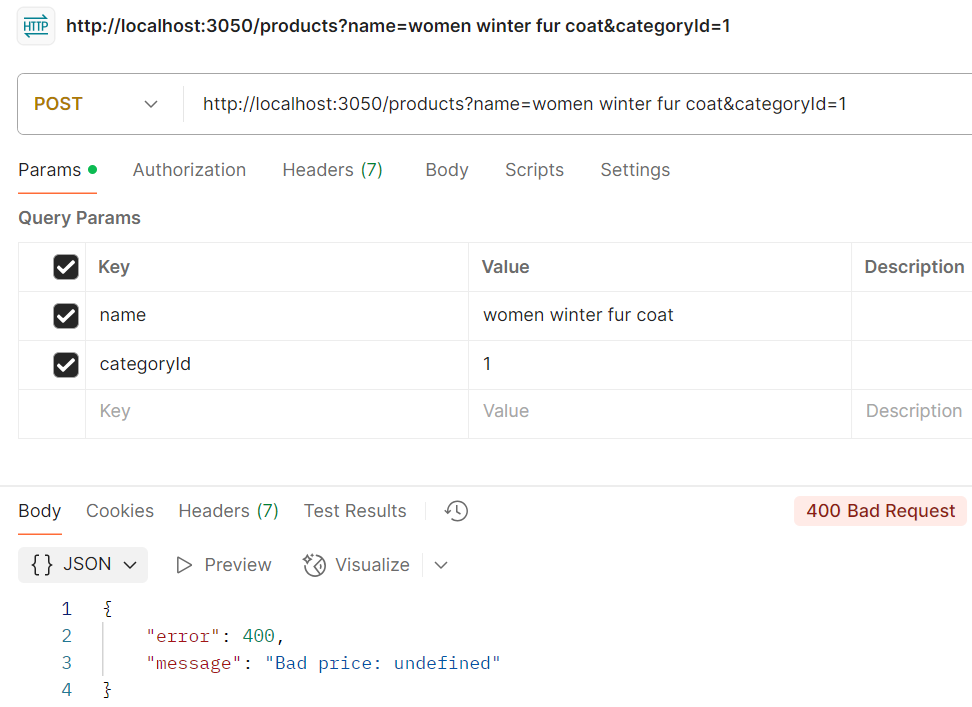 HTTP http://localhost:3050/products?name=women winter fur coat&categoryId=1
POST http://localhost:3050/products?name=women winter fur coat&categoryId=1
Params Authorization Headers (7) Body Scripts Settings
Query Params
Key Value Description
name women winter fur coat
categoryId 1
Key Value Description
Body Cookies Headers (7) Test Results 400 Bad Request
{} JSON Preview Visualize
1 {
2 "error": 400,
3 "message": "Bad price: undefined"
4 }